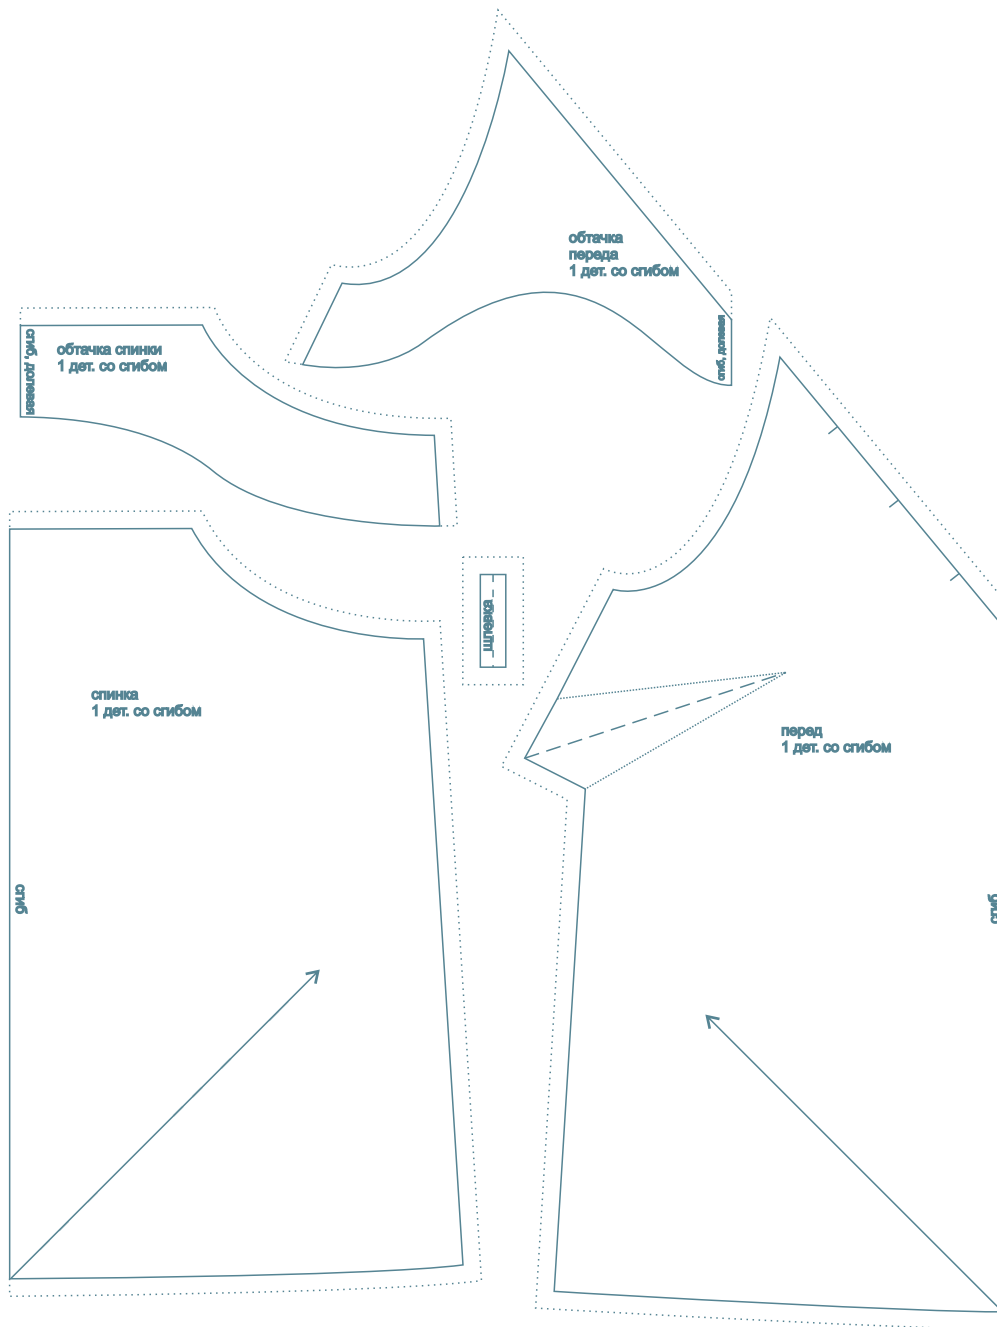 обтачка
переда
1 дет. со сгибом
сгиб, долевая
обтачка спинки
1 дет. со сгибом
сгиб, долевая
шлевка
спинка
1 дет. со сгибом
перед
1 дет. со сгибом
сгиб
сгиб